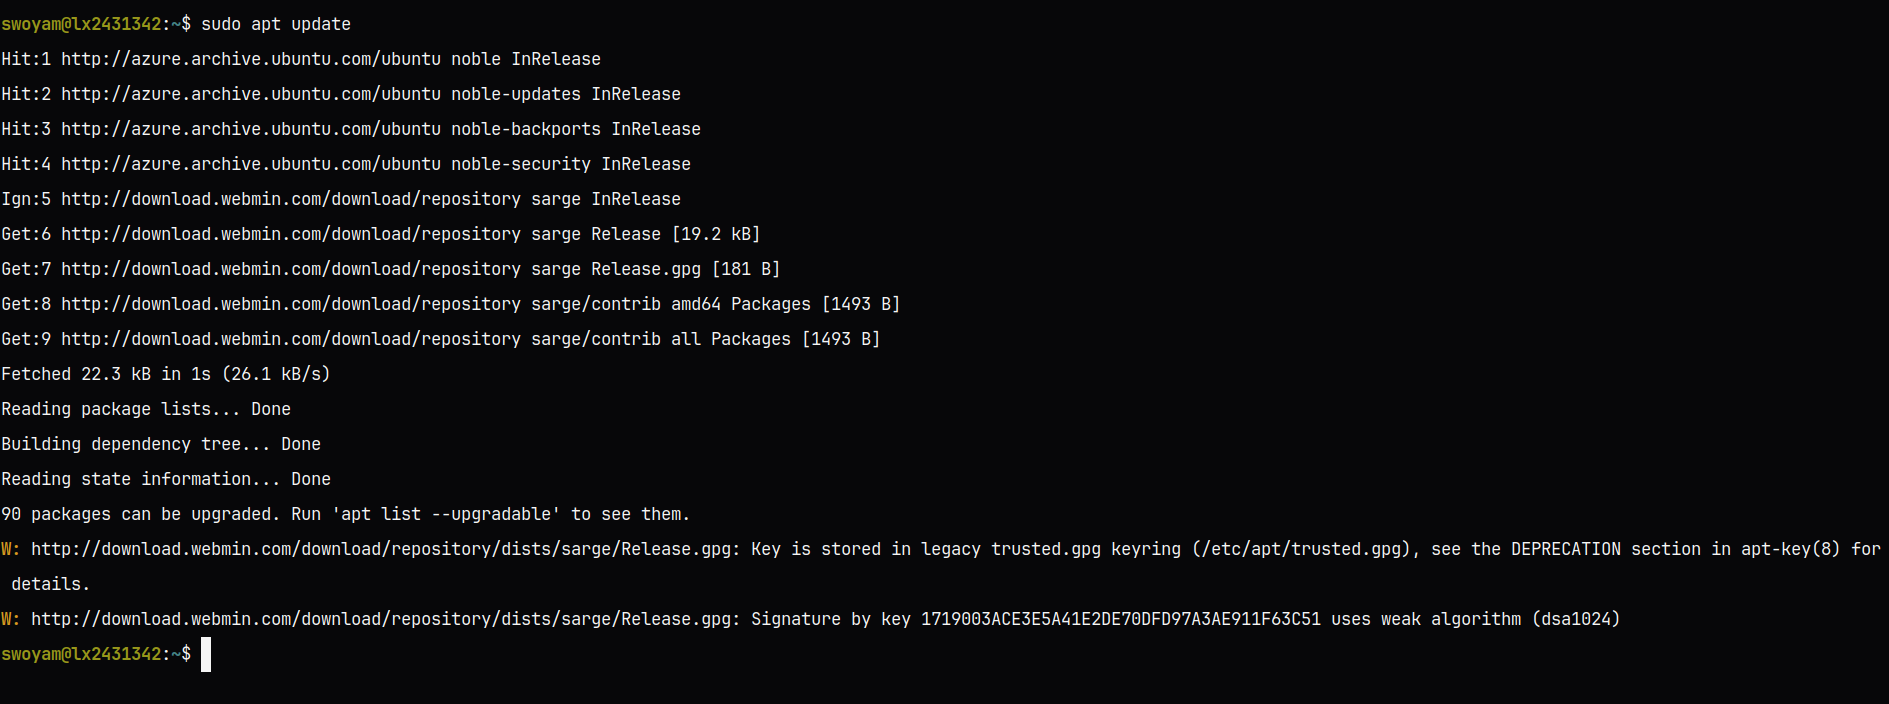 swoyam@lx2431342:~$ sudo apt update
Hit:1 http://azure.archive.ubuntu.com/ubuntu noble InRelease
Hit:2 http://azure.archive.ubuntu.com/ubuntu noble-updates InRelease
Hit:3 http://azure.archive.ubuntu.com/ubuntu noble-backports InRelease
Hit:4 http://azure.archive.ubuntu.com/ubuntu noble-security InRelease
Ign:5 http://download.webmin.com/download/repository sarge InRelease
Get:6 http://download.webmin.com/download/repository sarge Release [19.2 kB]
Get:7 http://download.webmin.com/download/repository sarge Release.gpg [181 B]
Get:8 http://download.webmin.com/download/repository sarge/contrib amd64 Packages [1493 B]
Get:9 http://download.webmin.com/download/repository sarge/contrib all Packages [1493 B]
Fetched 22.3 kB in 1s (26.1 kB/s)
Reading package lists... Done
Building dependency tree... Done
Reading state information... Done
90 packages can be upgraded. Run 'apt list --upgradable' to see them.
W: http://download.webmin.com/download/repository/dists/sarge/Release.gpg: Key is stored in legacy trusted.gpg keyring (/etc/apt/trusted.gpg), see the DEPRECATION section in apt-key(8) for
 details.
W: http://download.webmin.com/download/repository/dists/sarge/Release.gpg: Signature by key 1719003ACE3E5A41E2DE70DFD97A3AE911F63C51 uses weak algorithm (dsa1024)
swoyam@lx2431342:~$